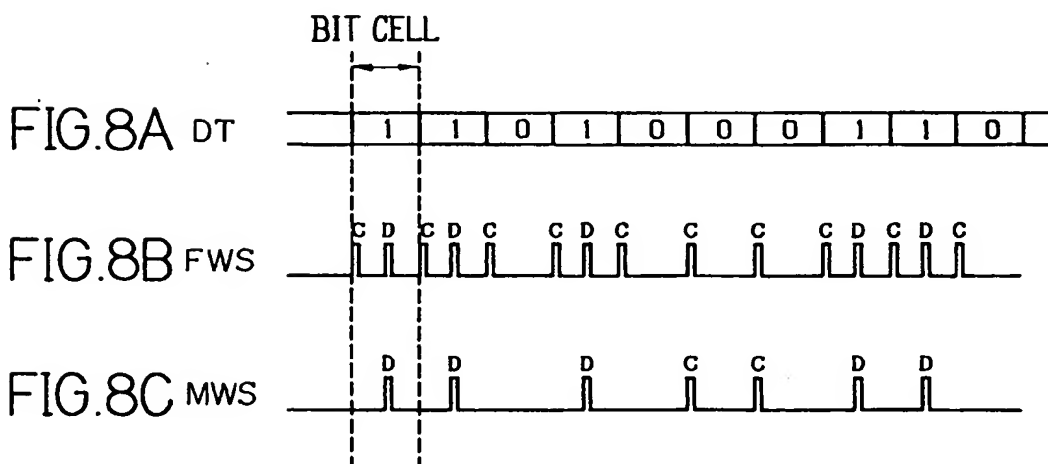 BIT CELL
FIG.8A DT 1 1 0 1 0 0 0 1 1 0
C D C D C C D C C C C D C D C
FIG.8B FWS
D D D C C D D
FIG.8C MWS